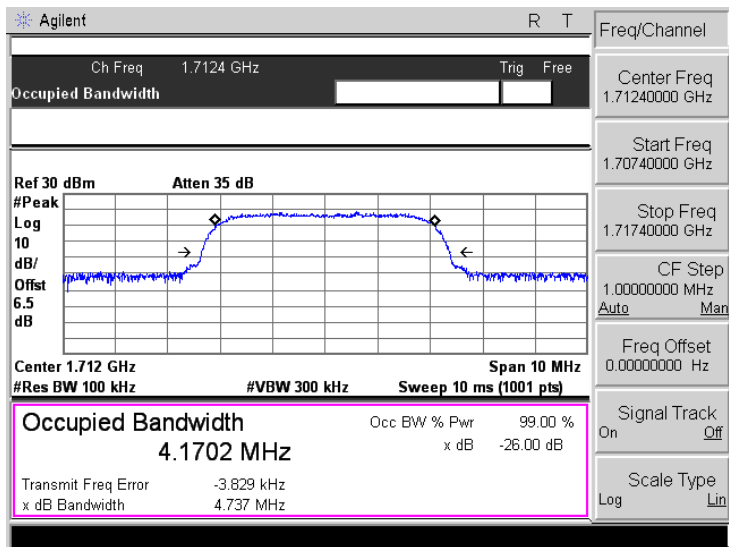 Agilent R T
Ch Freq 1.7124 GHz Trig Free
Occupied Bandwidth
Ref 30 dBm Atten 35 dB
#Peak
Log
10
dB/
Offst
6.5
dB
Center 1.712 GHz Span 10 MHz
#Res BW 100 kHz #VBW 300 kHz Sweep 10 ms (1001 pts)
Occupied Bandwidth Occ BW % Pwr 99.00 %
4.1702 MHz x dB -26.00 dB
Transmit Freq Error -3.829 kHz
x dB Bandwidth 4.737 MHz
Freq/Channel
Center Freq
1.71240000 GHz
Start Freq
1.70740000 GHz
Stop Freq
1.71740000 GHz
CF Step
1.00000000 MHz
Auto Man
Freq Offset
0.00000000 Hz
Signal Track
On Off
Scale Type
Log Lin